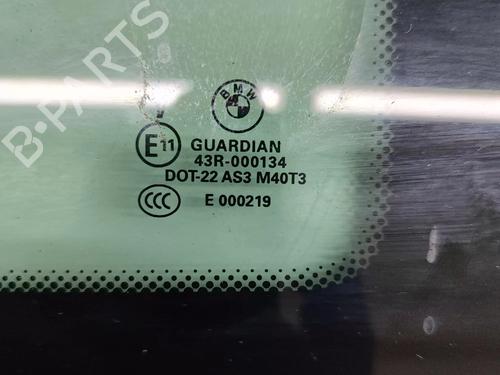 B-PARTS
BMW
E11 GUARDIAN
43R-000134
DOT-22 AS3 M40T3
CCC E 000219